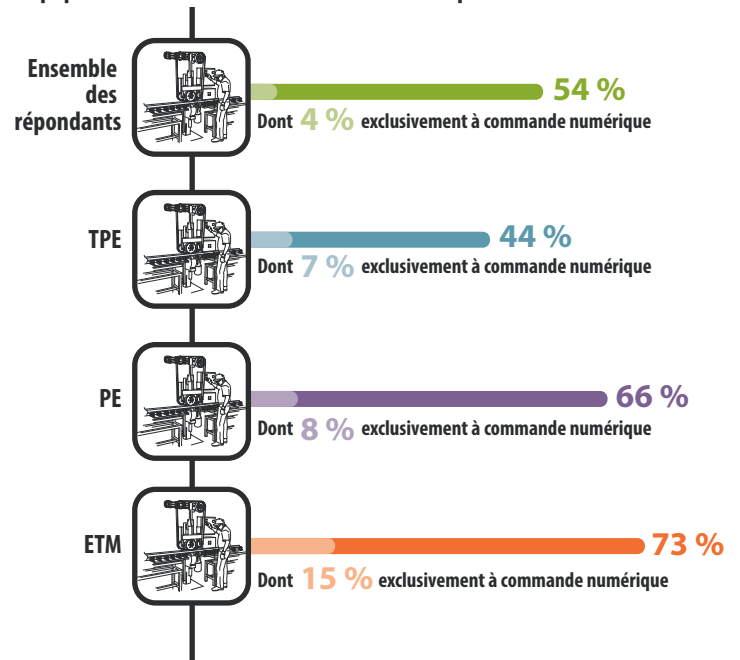 Ensemble
des
répondants
54 %
Dont 4 % exclusivement à commande numérique
TPE
44 %
Dont 7 % exclusivement à commande numérique
PE
66 %
Dont 8 % exclusivement à commande numérique
ETM
73 %
Dont 15 % exclusivement à commande numérique